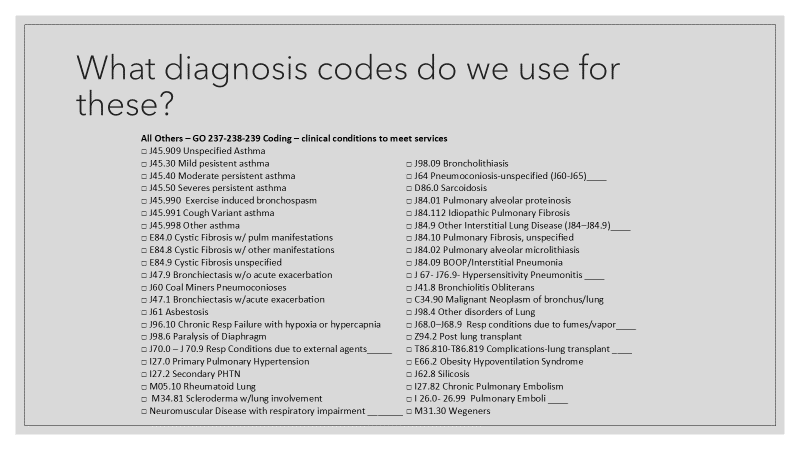 What diagnosis codes do we use for
these?
All Others – GO 237-238-239 Coding – clinical conditions to meet services
□ J45.909 Unspecified Asthma
□ J45.30 Mild pesistent asthma
□ J45.40 Moderate persistent asthma
□ J45.50 Severes persistent asthma
□ J45.990 Exercise induced bronchospasm
□ J45.991 Cough Variant asthma
□ J45.998 Other asthma
□ E84.0 Cystic Fibrosis w/ pulm manifestations
□ E84.8 Cystic Fibrosis w/ other manifestations
□ E84.9 Cystic Fibrosis unspecified
□ J47.9 Bronchiectasis w/o acute exacerbation
□ J60 Coal Miners Pneumoconioses
□ J47.1 Bronchiectasis w/acute exacerbation
□ J61 Asbestosis
□ J96.10 Chronic Resp Failure with hypoxia or hypercapnia
□ J98.6 Paralysis of Diaphragm
□ J70.0 – J 70.9 Resp Conditions due to external agents_____
□ I27.0 Primary Pulmonary Hypertension
□ I27.2 Secondary PHTN
□ M05.10 Rheumatoid Lung
□ M34.81 Scleroderma w/lung involvement
□ Neuromuscular Disease with respiratory impairment _______
□ J98.09 Broncholithiasis
□ J64 Pneumoconiosis-unspecified (J60-J65)____
□ D86.0 Sarcoidosis
□ J84.01 Pulmonary alveolar proteinosis
□ J84.112 Idiopathic Pulmonary Fibrosis
□ J84.9 Other Interstitial Lung Disease (J84–J84.9)____
□ J84.10 Pulmonary Fibrosis, unspecified
□ J84.02 Pulmonary alveolar microlithiasis
□ J84.09 BOOP/Interstitial Pneumonia
□ J 67- J76.9- Hypersensitivity Pneumonitis ____
□ J41.8 Bronchiolitis Obliterans
□ C34.90 Malignant Neoplasm of bronchus/lung
□ J98.4 Other disorders of Lung
□ J68.0–J68.9 Resp conditions due to fumes/vapor____
□ Z94.2 Post lung transplant
□ T86.810-T86.819 Complications-lung transplant ____
□ E66.2 Obesity Hypoventilation Syndrome
□ J62.8 Silicosis
□ I27.82 Chronic Pulmonary Embolism
□ I 26.0- 26.99 Pulmonary Emboli ____
□ M31.30 Wegeners